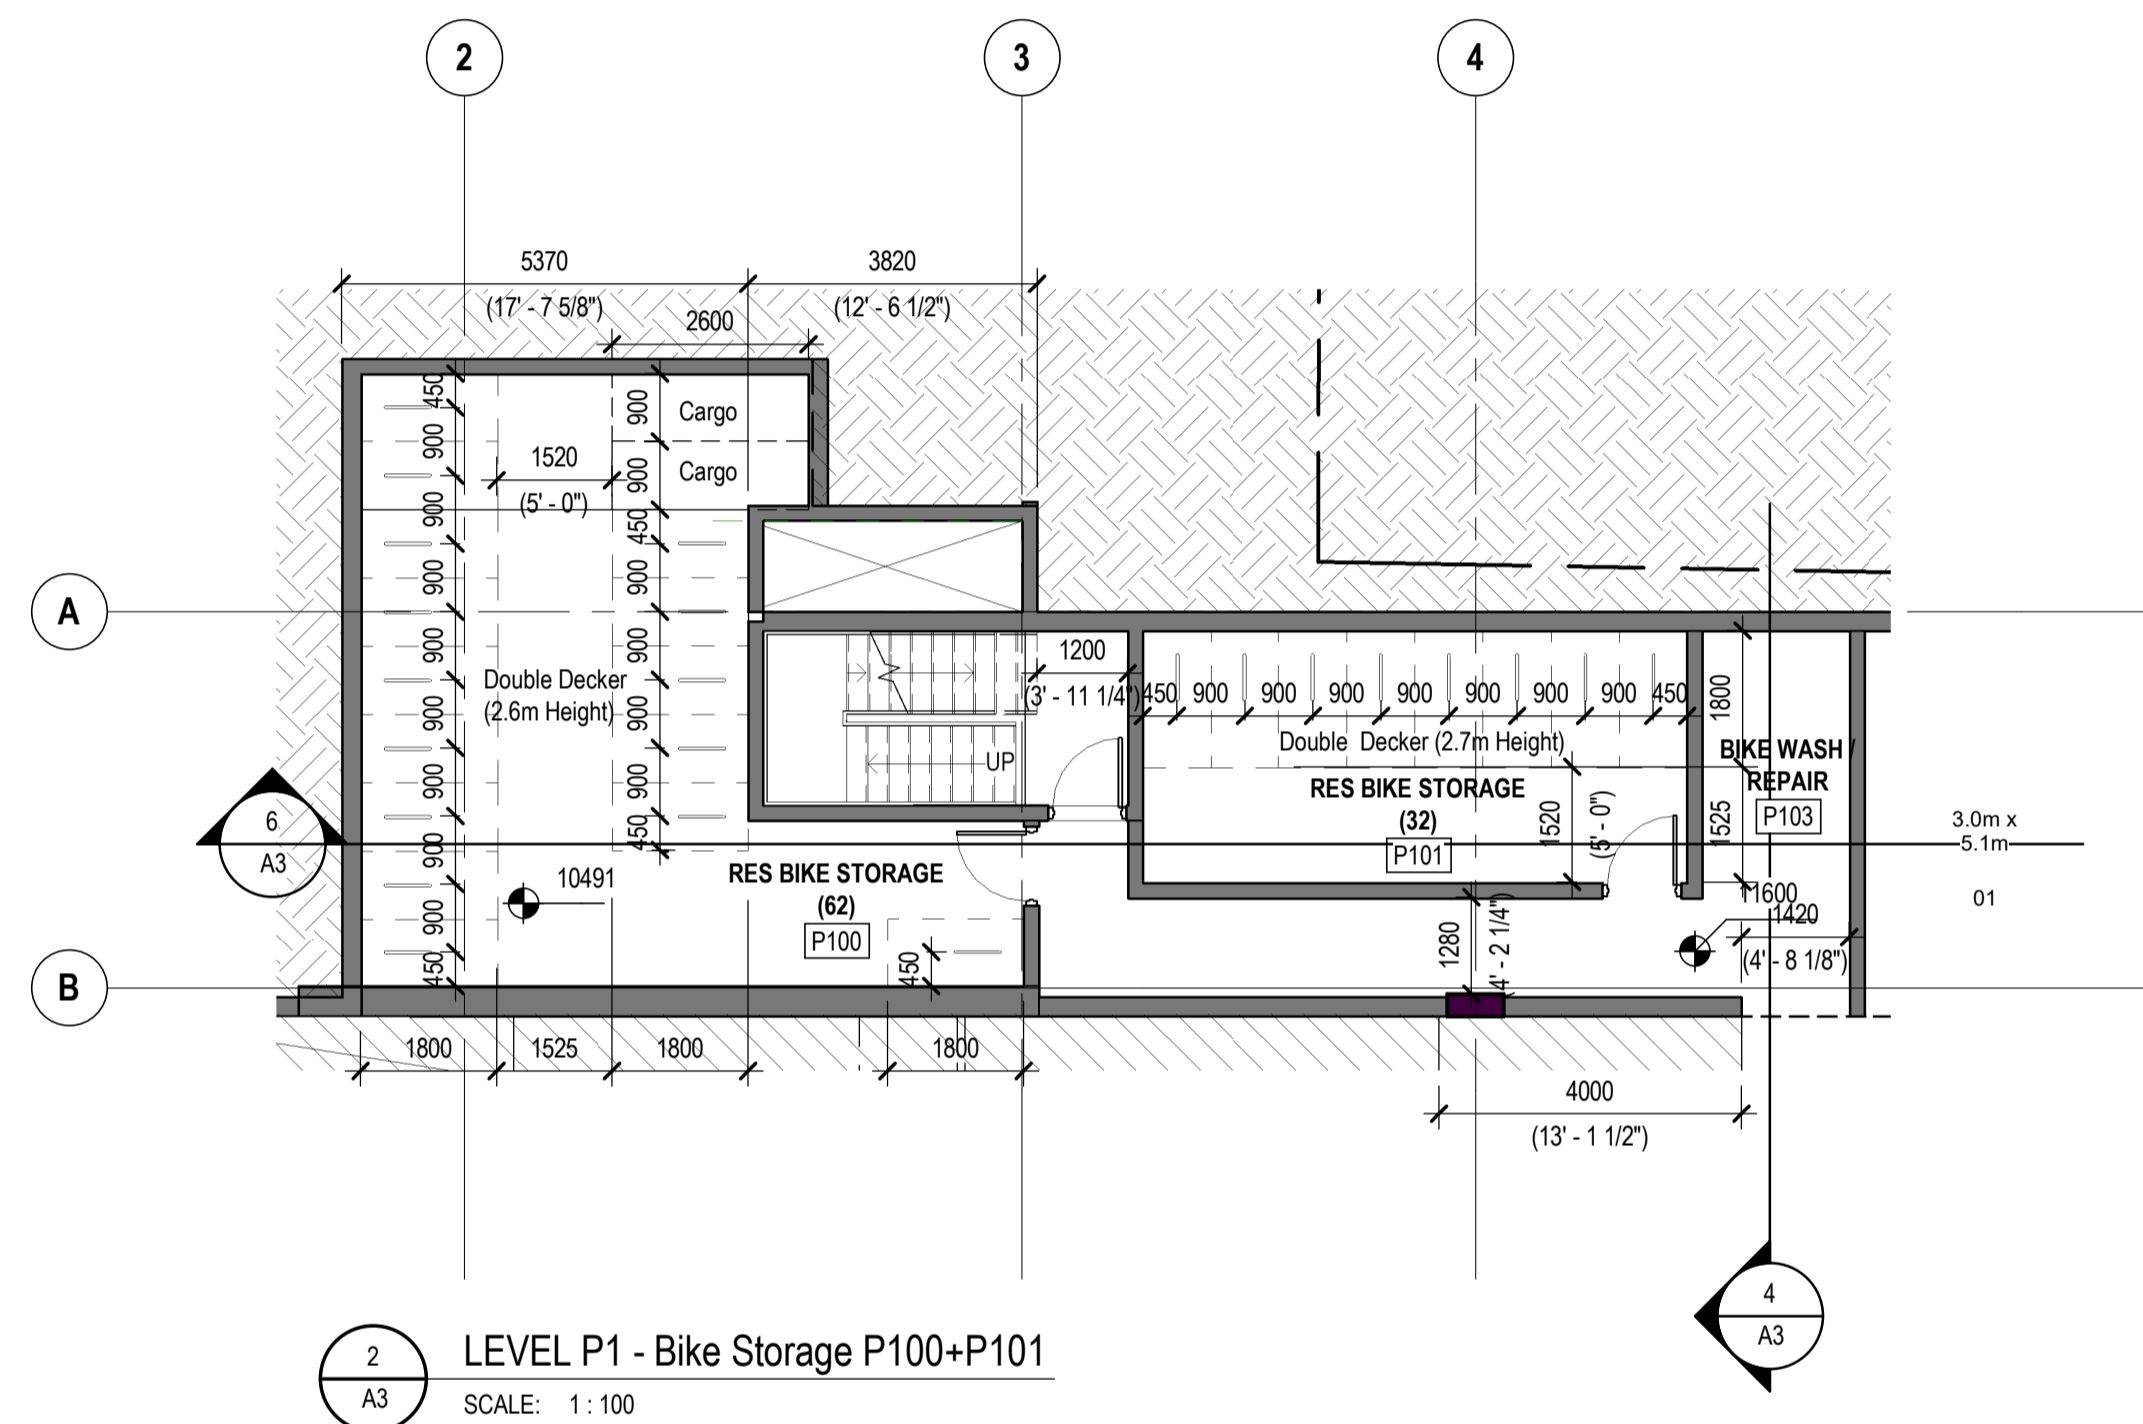 2
3
4
5370
(17' - 7 5/8")
3820
(12' - 6 1/2")
2600
450
900
900
900
900
900
900
900
900
450
900
900
450
900
900
900
900
450
Cargo
Cargo
1520
(5' - 0")
A
Double Decker
(2.6m Height)
UP
1200
(3' - 11 1/4")
450 900 900 900 900 900 900 900 450
Double Decker (2.7m Height)
RES BIKE STORAGE
(32)
P101
1520
(5' - 0")
1800
1525
BIKE WASH /
REPAIR
P103
3.0m x
5.1m
01
6
A3
10491
RES BIKE STORAGE
(62)
P100
450
1280
(4' - 2 1/4")
1600
1420
(4' - 8 1/8")
B
1800
1525
1800
1800
4000
(13' - 1 1/2")
4
A3
2
A3
LEVEL P1 - Bike Storage P100+P101
SCALE: 1 : 100